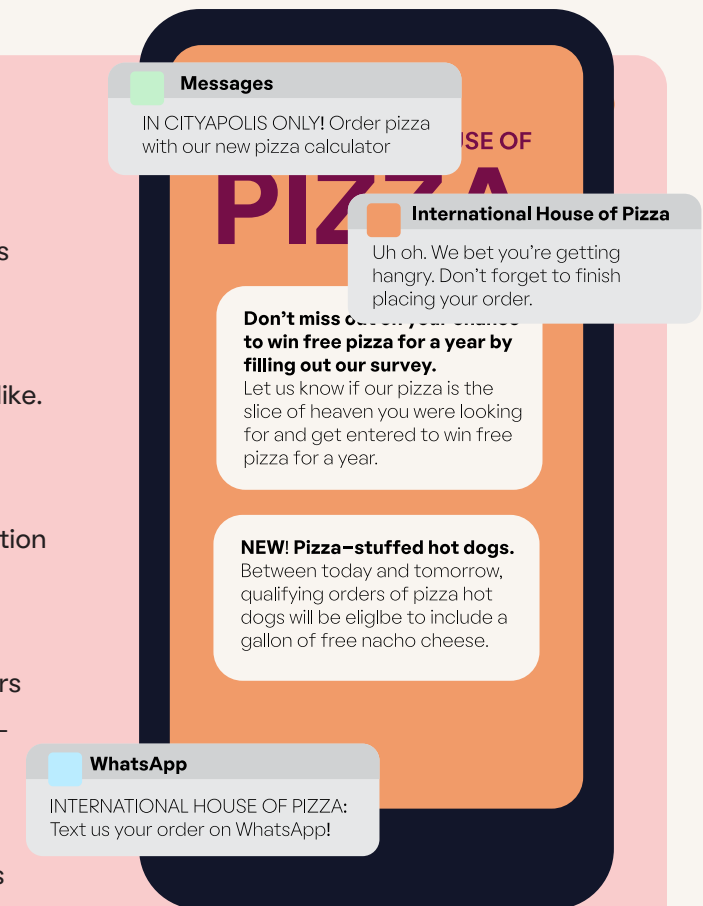 Messages
IN CITYAPOLIS ONLY! Order pizza
with our new pizza calculator
USE OF
PIZZA
International House of Pizza
Uh oh. We bet you’re getting
hangry. Don’t forget to finish
placing your order.
Don’t miss out on your chance
to win free pizza for a year by
filling out our survey.
Let us know if our pizza is the
slice of heaven you were looking
for and get entered to win free
pizza for a year.
NEW! Pizza-stuffed hot dogs.
Between today and tomorrow,
qualifying orders of pizza hot
dogs will be eliglbe to include a
gallon of free nacho cheese.
WhatsApp
INTERNATIONAL HOUSE OF PIZZA:
Text us your order on WhatsApp!
s
like.
tion
rs
–
s